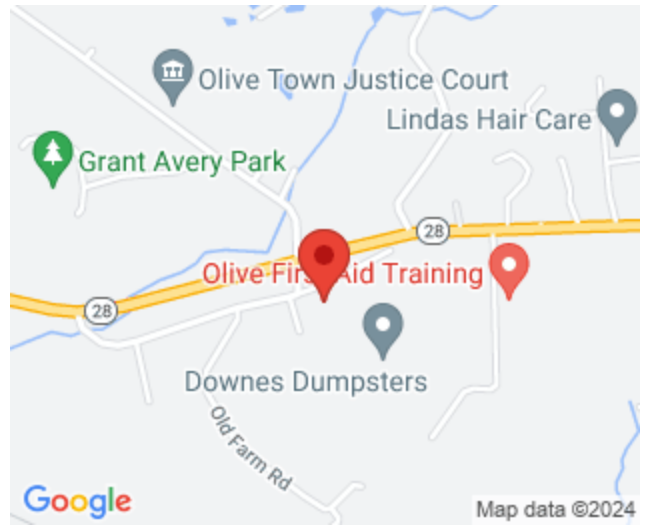 Olive Town Justice Court
Lindas Hair Care
Grant Avery Park
28
Olive First Aid Training
28
Downes Dumpsters
Old Farm Rd
Google
Map data ©2024